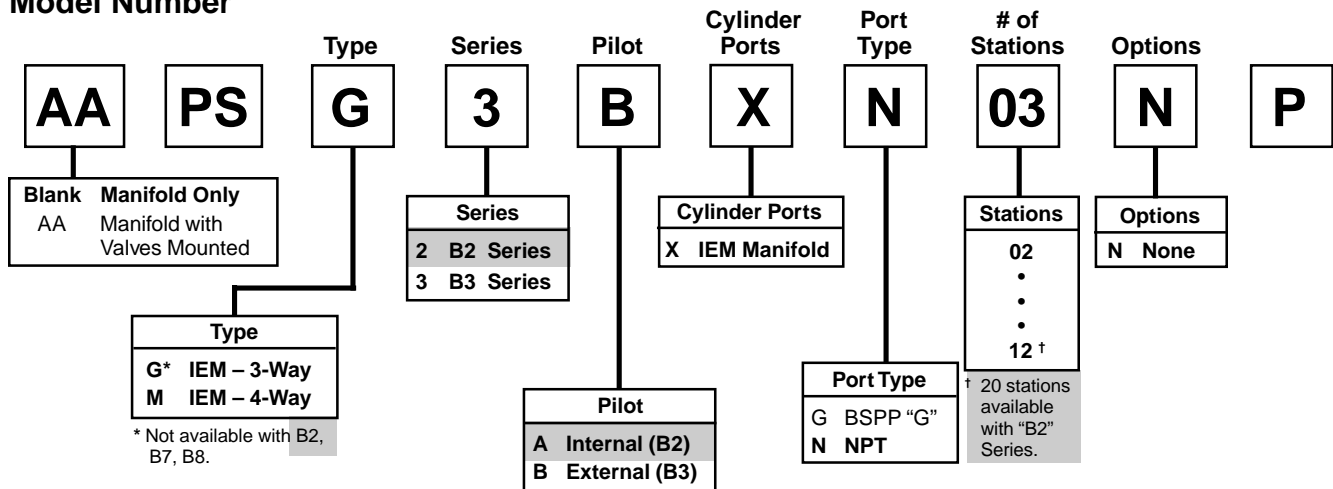 Model Number
Type
Series
Pilot
Cylinder
Ports
Port
Type
# of
Stations
Options
AA PS G 3 B X N 03 N P
Blank Manifold Only
AA Manifold with
Valves Mounted
Type
G* IEM – 3-Way
M IEM – 4-Way
* Not available with B2,
B7, B8.
Series
2 B2 Series
3 B3 Series
Pilot
A Internal (B2)
B External (B3)
Cylinder Ports
X IEM Manifold
Port Type
G BSPP “G”
N NPT
Stations
02
•
•
•
12 †
† 20 stations
available
with “B2”
Series.
Options
N None